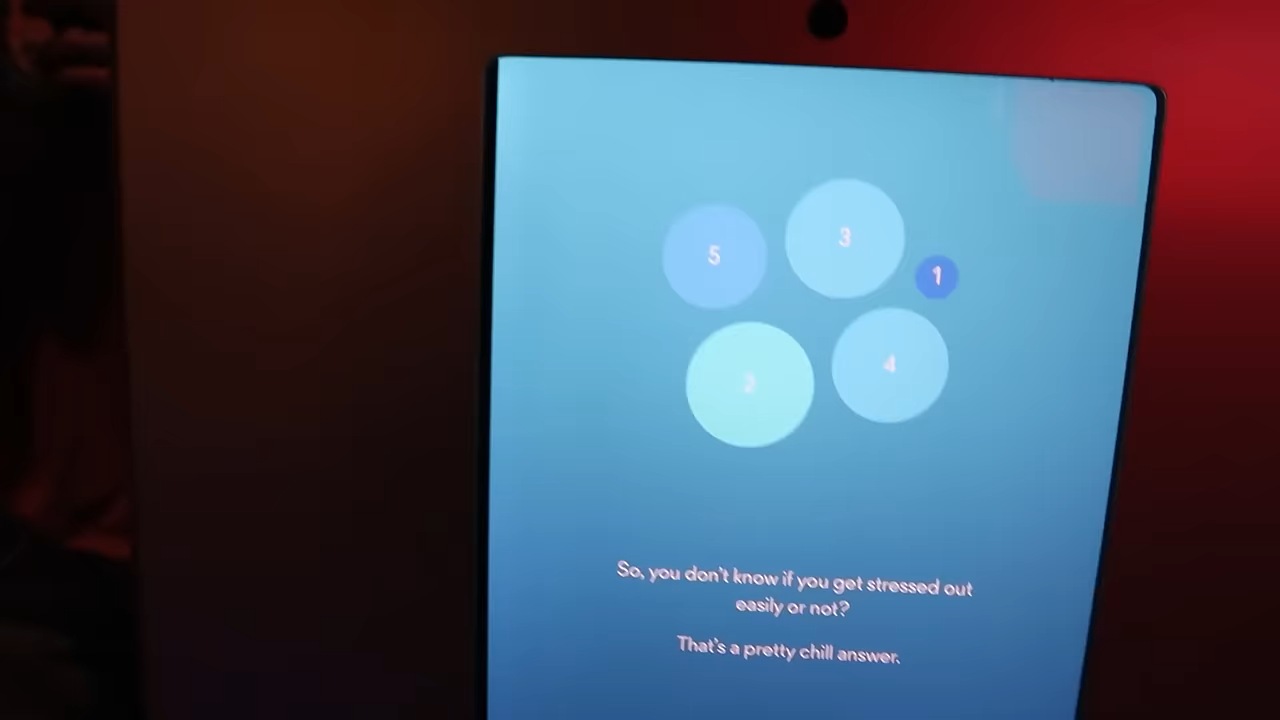 3
5
1
4
2
So, you don't know if you get stressed out
easily or not?
That's a pretty chill answer.